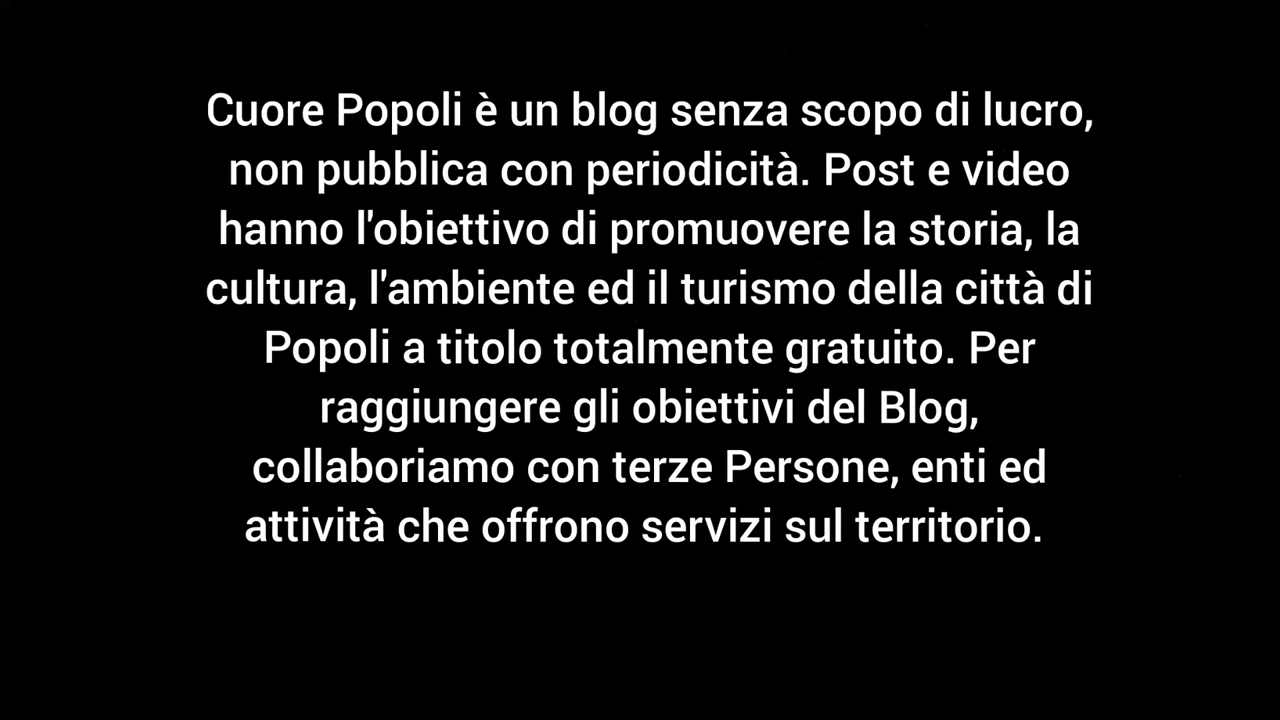 Cuore Popoli è un blog senza scopo di lucro,
non pubblica con periodicità. Post e video
hanno l'obiettivo di promuovere la storia, la
cultura, l'ambiente ed il turismo della città di
Popoli a titolo totalmente gratuito. Per
raggiungere gli obiettivi del Blog,
collaboriamo con terze Persone, enti ed
attività che offrono servizi sul territorio.